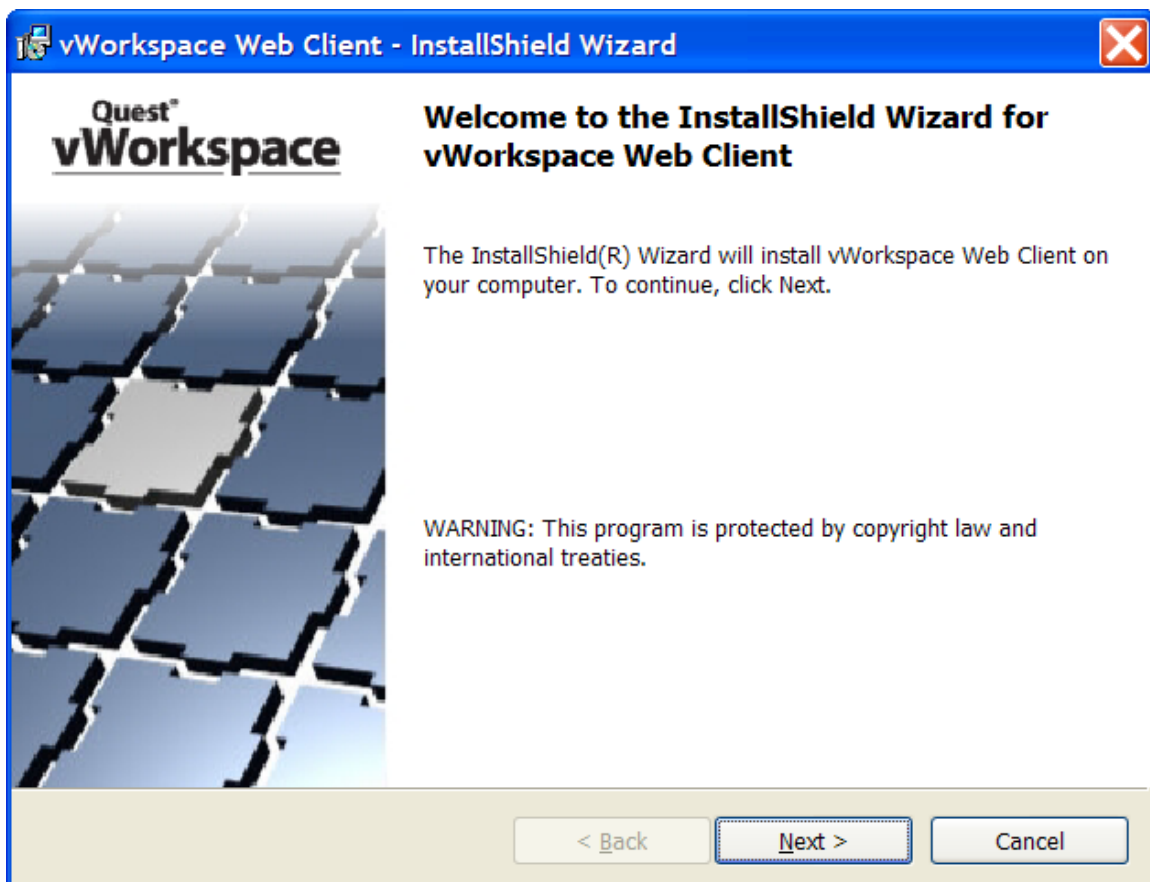 vWorkspace Web Client - InstallShield Wizard
Quest®
vWorkspace
Welcome to the InstallShield Wizard for
vWorkspace Web Client
The InstallShield(R) Wizard will install vWorkspace Web Client on
your computer. To continue, click Next.
WARNING: This program is protected by copyright law and
international treaties.
< Back
Next >
Cancel